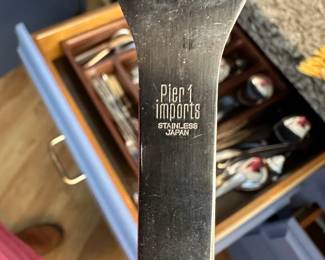 Pier 1
imports
STAINLESS
JAPAN